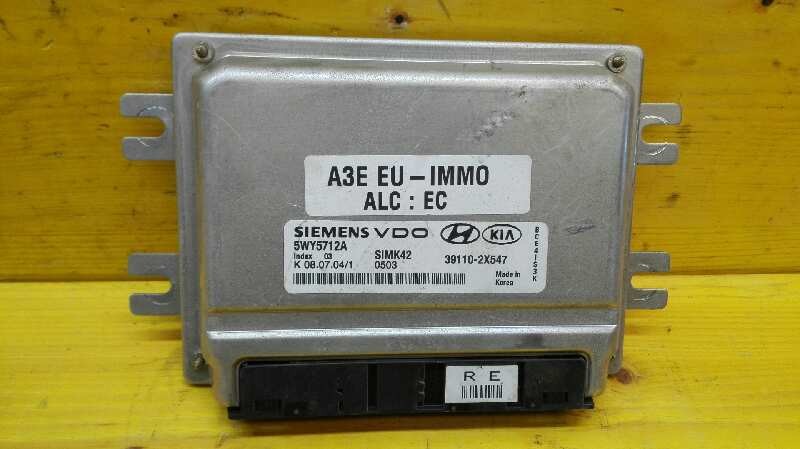 A3E EU-IMMO
ALC : EC
SIEMENS VDO KIA
5WY5712A
Index 03 SIMK42 39110-2X547
K 08.07.04/1 0503
Made in
Korea
BCE4IS3K
R E